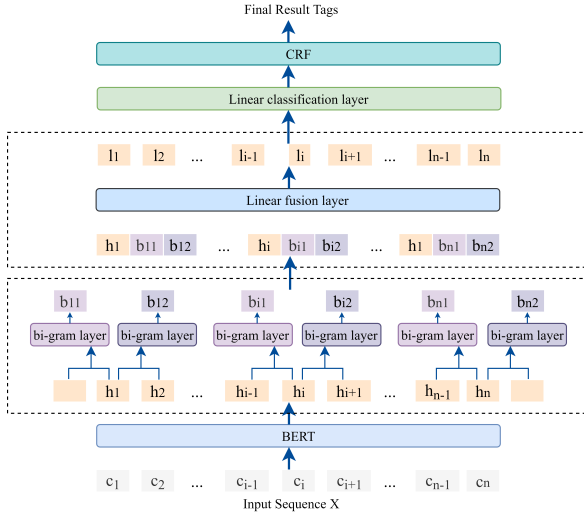 Final Result Tags
CRF
Linear classification layer
l1 l2 ... li-1 li li+1 ... ln-1 ln
Linear fusion layer
h1 b11 b12 ... hi bi1 bi2 ... h1 bn1 bn2
b11 b12 bi1 bi2 bn1 bn2
bi-gram layer bi-gram layer bi-gram layer bi-gram layer bi-gram layer bi-gram layer
h1 h2 ... hi-1 hi hi+1 ... hn-1 hn
BERT
c1 c2 ... ci-1 ci ci+1 ... cn-1 cn
Input Sequence X